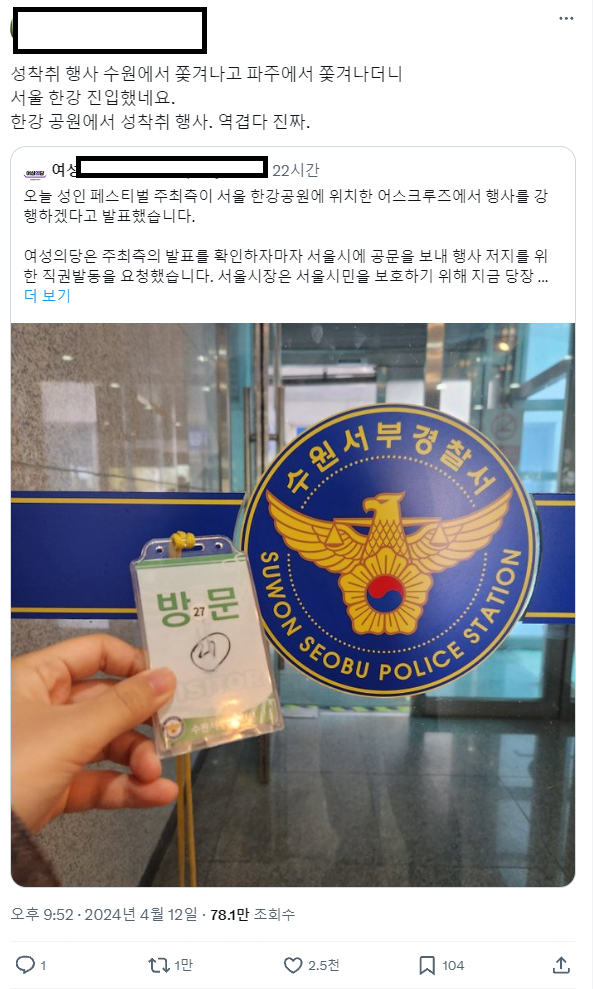 성착취 행사 수원에서 쫓겨나고 파주에서 쫓겨나더니
서울 한강 진입했네요.
한강 공원에서 성착취 행사. 역겹다 진짜.
여성의당 여성
22시간
오늘 성인 페스티벌 주최측이 서울 한강공원에 위치한 어스크루즈에서 행사를 강
행하겠다고 발표했습니다.
여성의당은 주최측의 발표를 확인하자마자 서울시에 공문을 보내 행사 저지를 위
한 직권발동을 요청했습니다. 서울시장은 서울시민을 보호하기 위해 지금 당장 ...
더 보기
수원서부경찰서
SUWON SEOBU POLICE STATION
방문
27
오후 9:52 · 2024년 4월 12일 · 78.1만 조회수
1
1만
2.5천
104